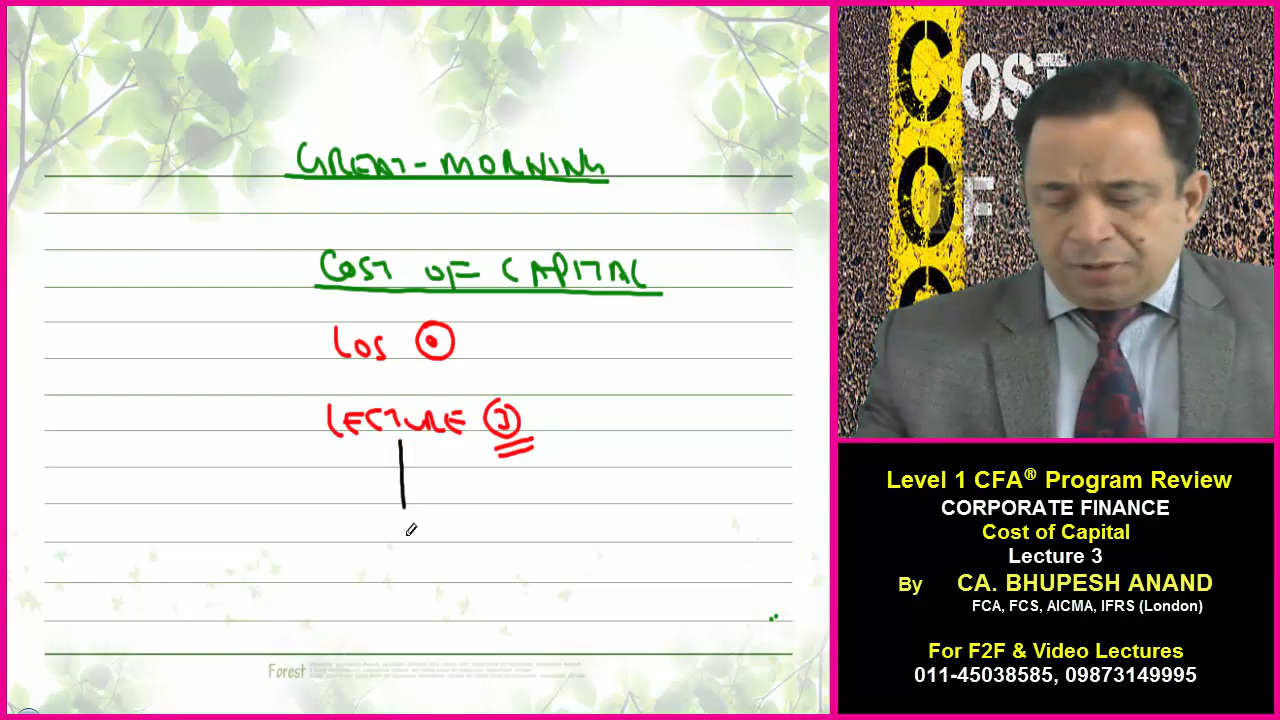 GREAT-MORNING
COST OF CAPITAL
LOS
LECTURE 3
Forest
COST
OF
C
Level 1 CFA® Program Review
CORPORATE FINANCE
Cost of Capital
Lecture 3
By CA. BHUPESH ANAND
FCA, FCS, AICMA, IFRS (London)
For F2F & Video Lectures
011-45038585, 09873149995